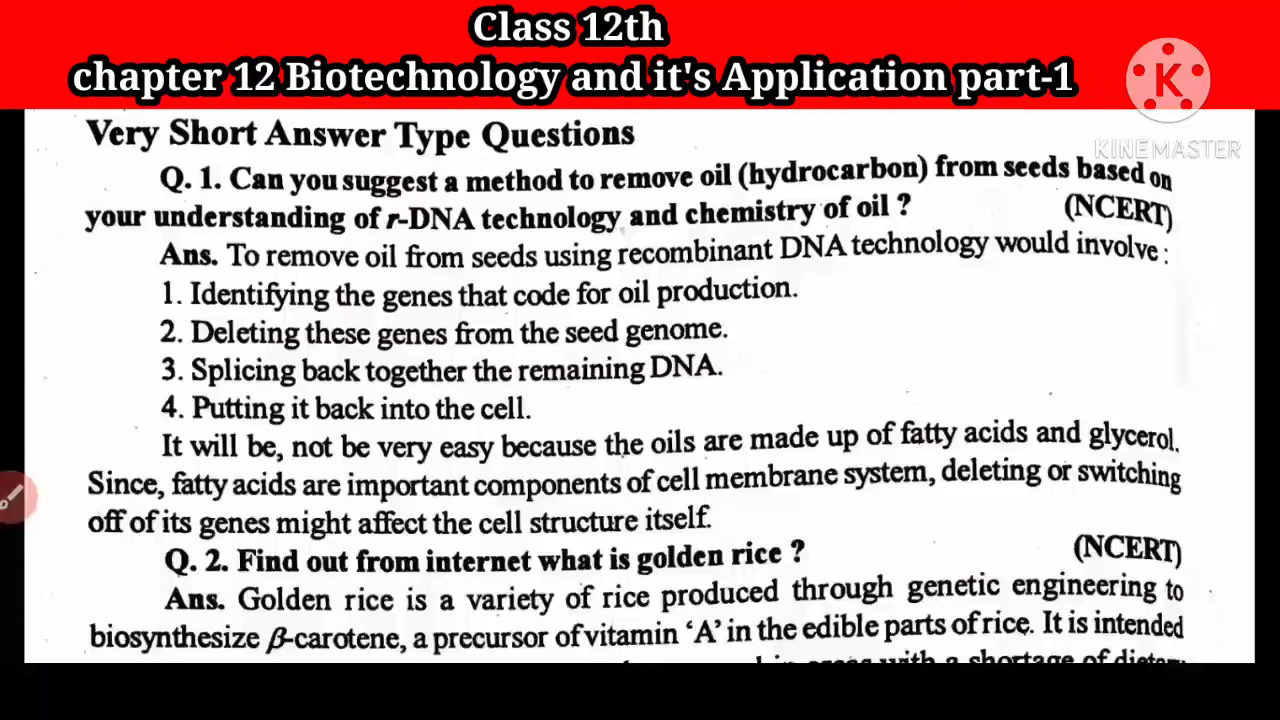 Class 12th
chapter 12 Biotechnology and it's Application part-1
K
KINEMASTER
Very Short Answer Type Questions
Q. 1. Can you suggest a method to remove oil (hydrocarbon) from seeds based on
your understanding of r-DNA technology and chemistry of oil ? (NCERT)
Ans. To remove oil from seeds using recombinant DNA technology would involve :
1. Identifying the genes that code for oil production.
2. Deleting these genes from the seed genome.
3. Splicing back together the remaining DNA.
4. Putting it back into the cell.
It will be, not be very easy because the oils are made up of fatty acids and glycerol.
Since, fatty acids are important components of cell membrane system, deleting or switching
off of its genes might affect the cell structure itself.
Q. 2. Find out from internet what is golden rice ? (NCERT)
Ans. Golden rice is a variety of rice produced through genetic engineering to
biosynthesize β-carotene, a precursor of vitamin ‘A’ in the edible parts of rice. It is intended
in areas with a shortage of dietary